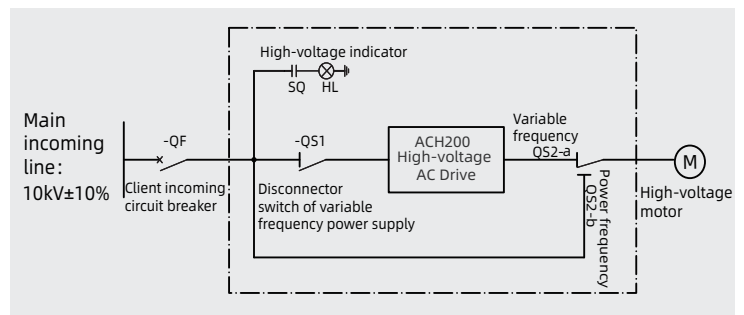 High-voltage indicator
SQ HL
Main
incoming
line:
10kV±10%
-QF
Client incoming
circuit breaker
-QS1
Disconnector
switch of variable
frequency power supply
ACH200
High-voltage
AC Drive
Variable
frequency
QS2-a
Power frequency
QS2-b
M
High-voltage
motor